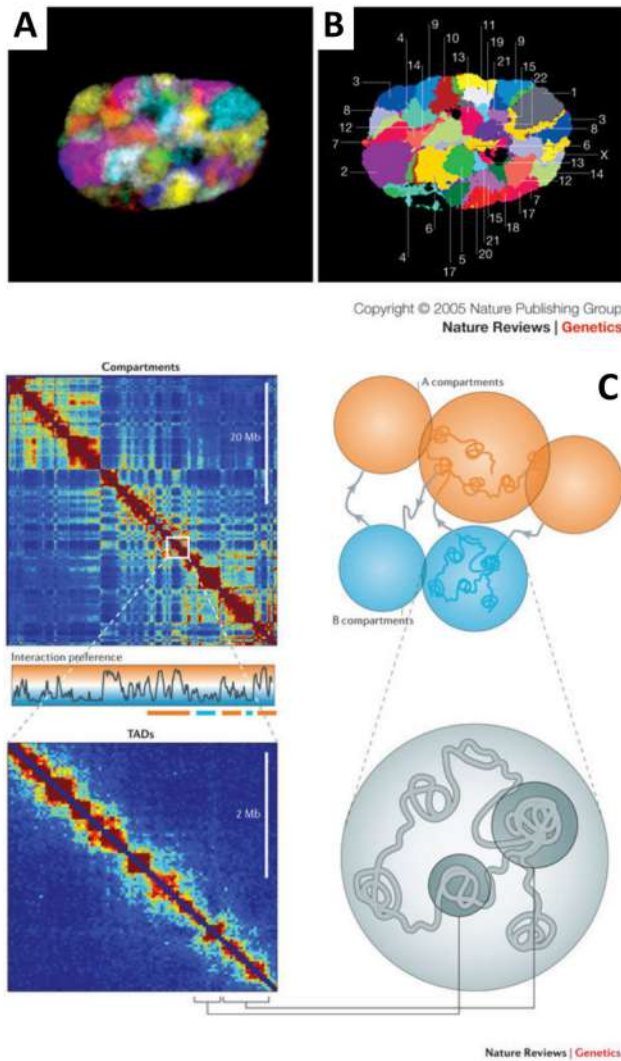 A
B
9
11
4
10
19
9
14
13
21
15
22
3
1
8
3
12
8
7
6
X
2
13
14
12
7
4
6
17
5
20
21
15
18
17
Copyright © 2005 Nature Publishing Group
Nature Reviews | Genetics
Compartments
20 Mb
Interaction preference
TADs
2 Mb
C
A compartments
B compartments
Nature Reviews | Genetics